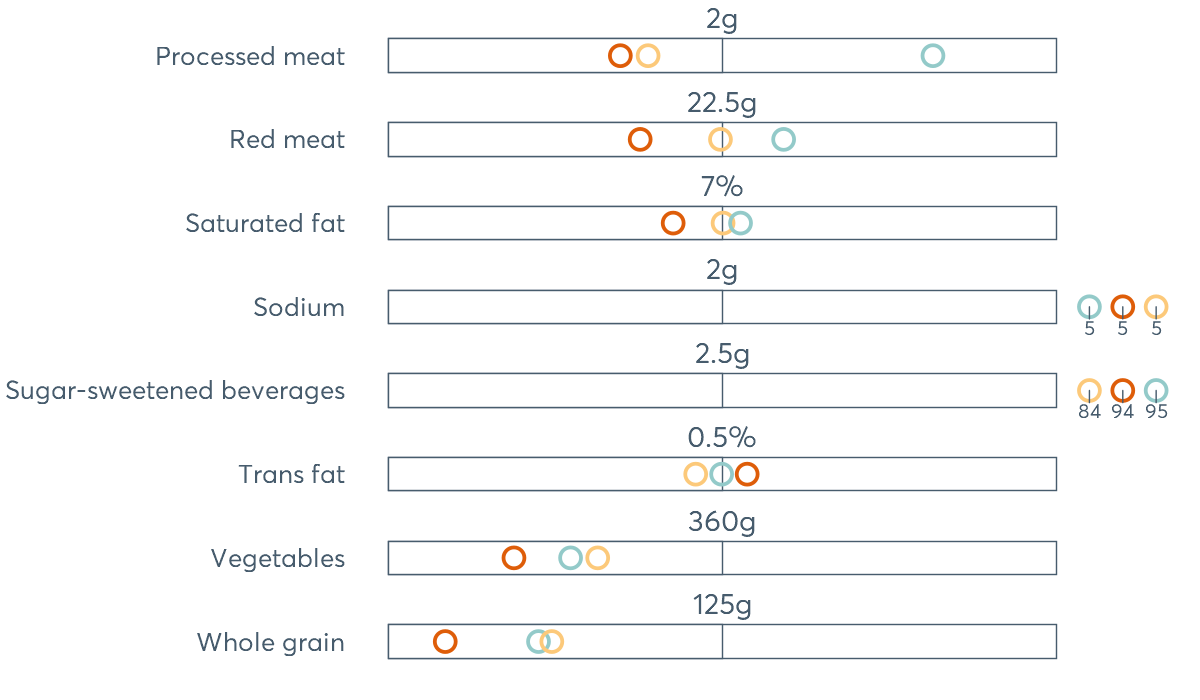 2g
Processed meat
22.5g
Red meat
7%
Saturated fat
2g
Sodium
5 5 5
2.5g
Sugar-sweetened beverages
84 94 95
0.5%
Trans fat
360g
Vegetables
125g
Whole grain